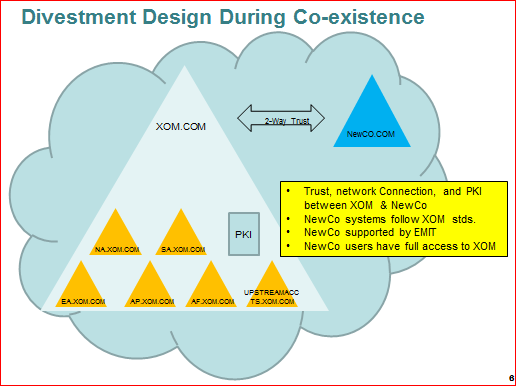 Divestment Design During Co-existence
XOM.COM
2-Way Trust
NewCO.COM
• Trust, network Connection, and PKI
between XOM & NewCo
• NewCo systems follow XOM stds.
• NewCo supported by EMIT
• NewCo users have full access to XOM
NA.XOM.COM
SA.XOM.COM
PKI
EA.XOM.COM
AP.XOM.COM
AF.XOM.COM
UPSTREAMACC
TS.XOM.COM
6